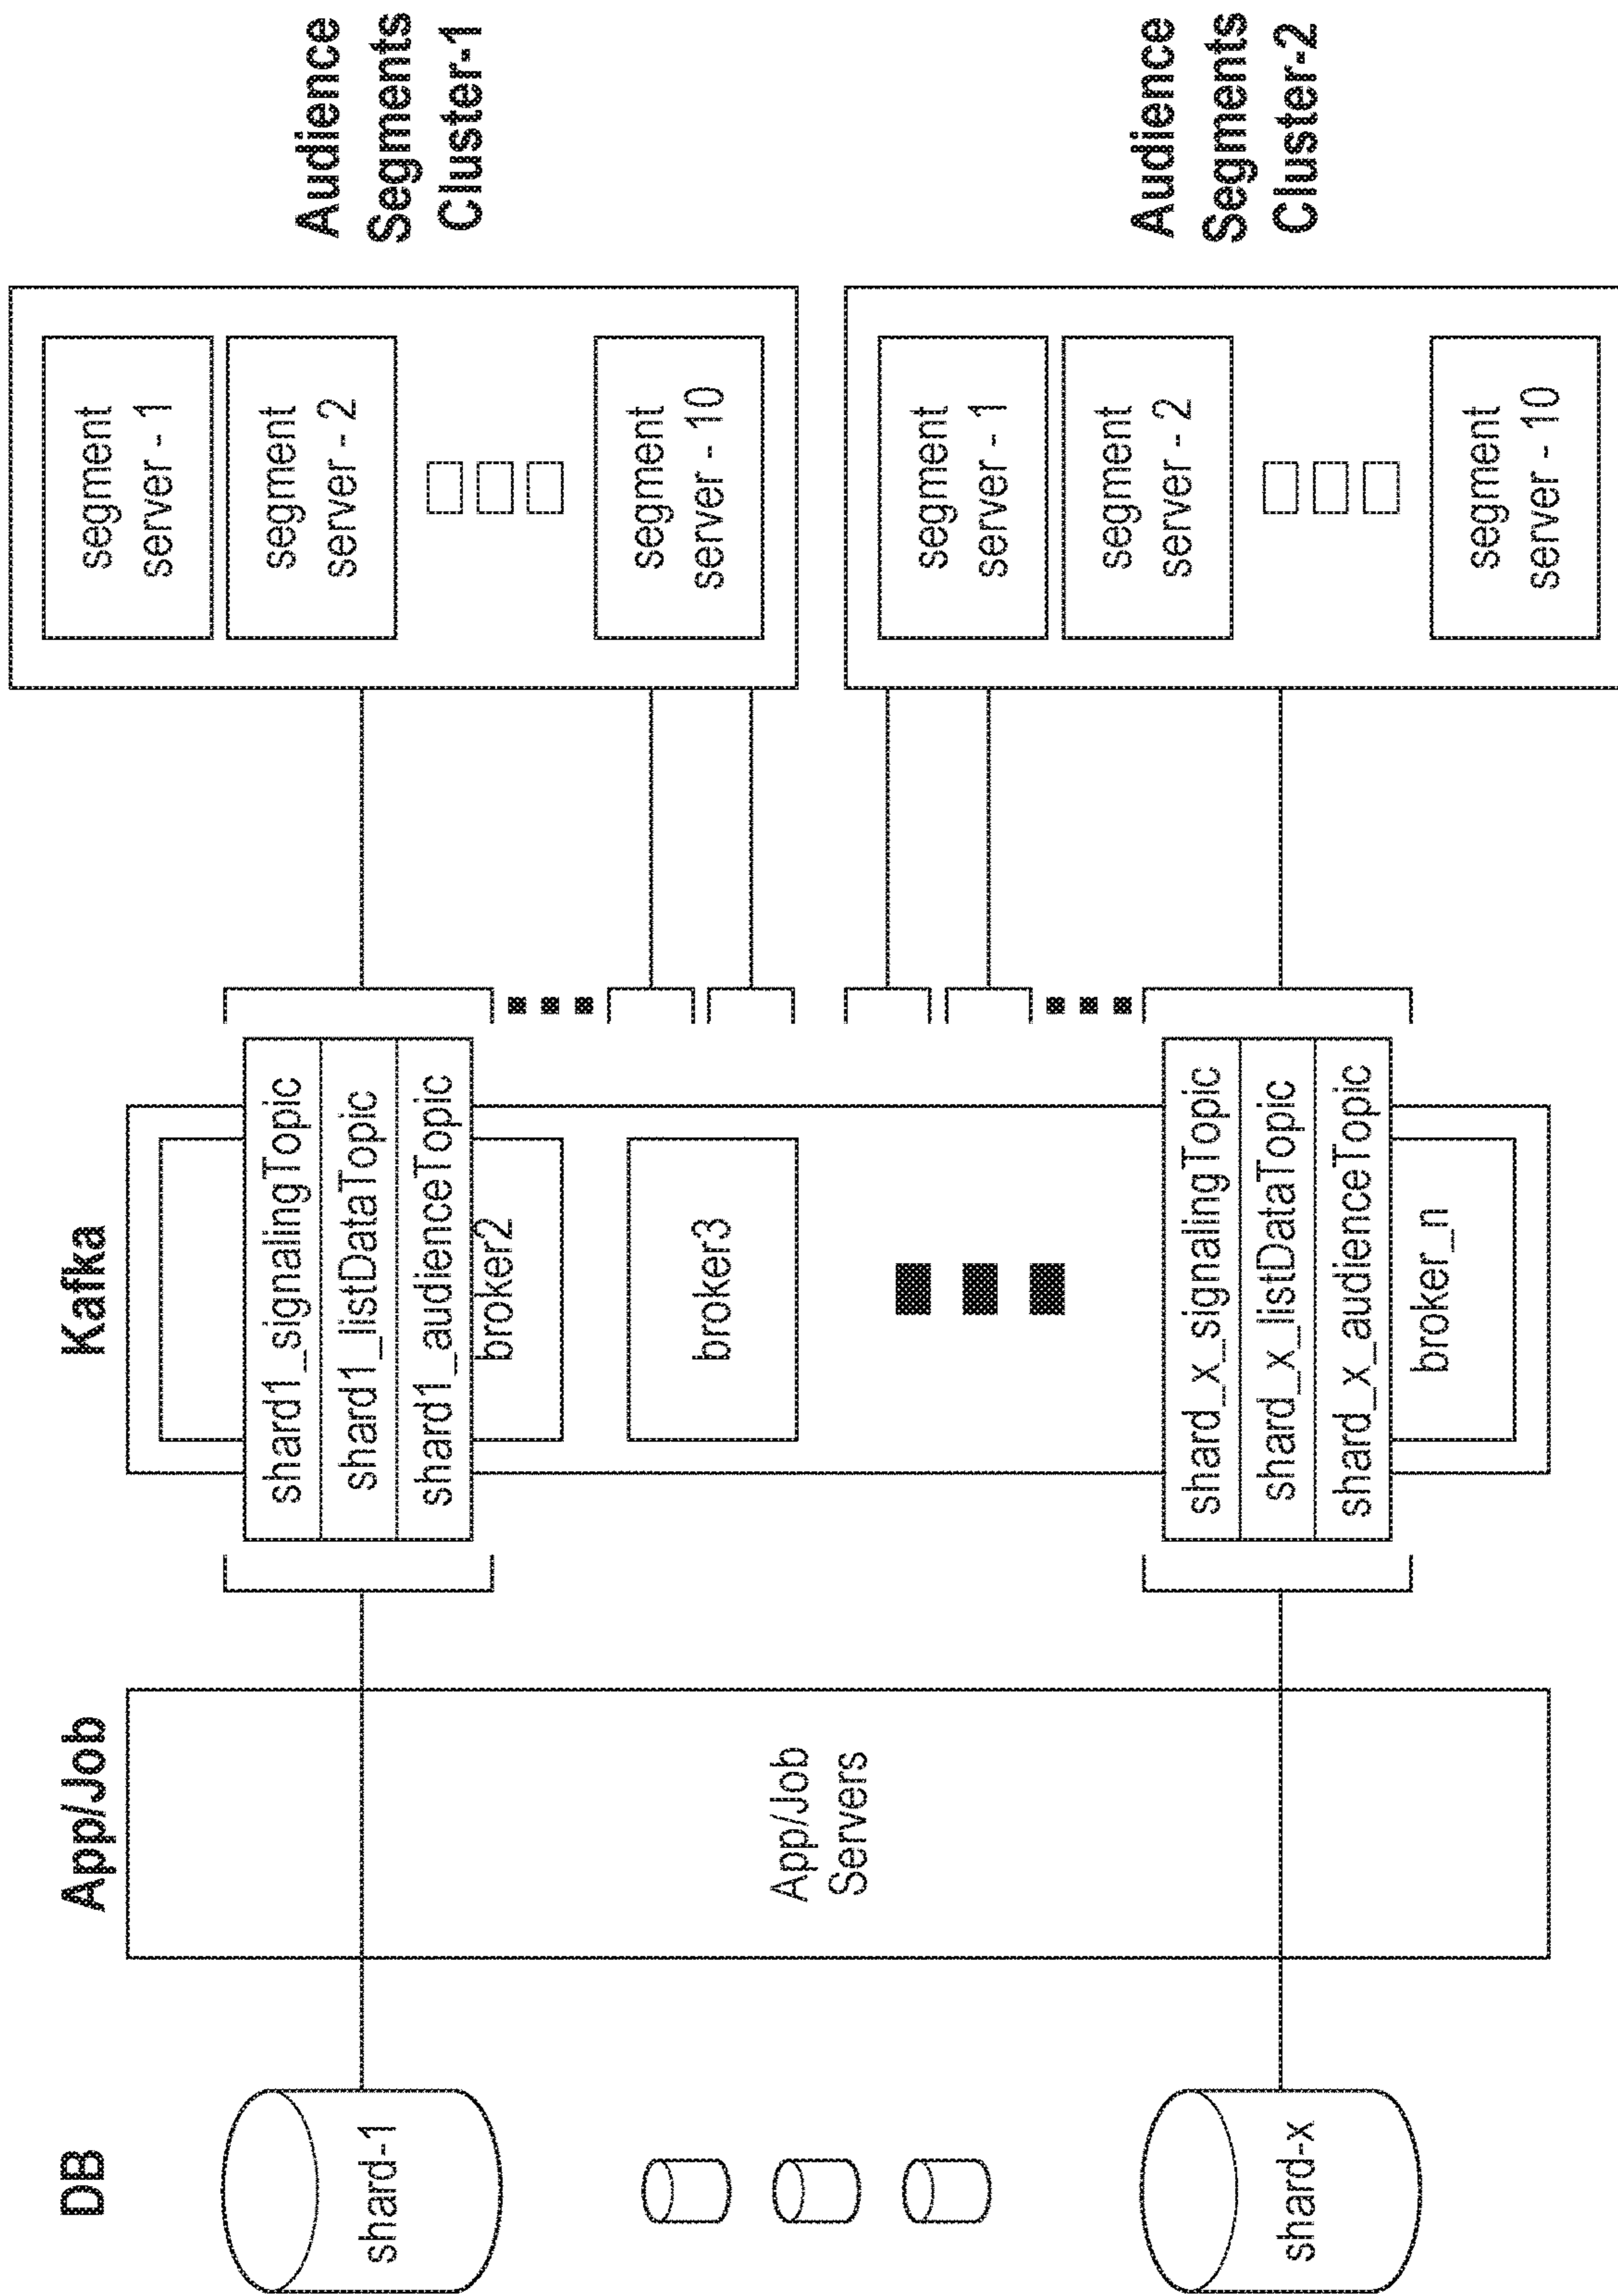 DB
App/Job
Kafka
shard-1
shard-x
App/Job
Servers
shard1_signalingTopic
shard1_listDataTopic
shard1_audienceTopic
broker2
broker3
shard_x_signalingTopic
shard_x_listDataTopic
shard_x_audienceTopic
broker_n
segment
server - 1
segment
server - 2
segment
server - 10
Audience
Segments
Cluster-1
segment
server - 1
segment
server - 2
segment
server - 10
Audience
Segments
Cluster-2